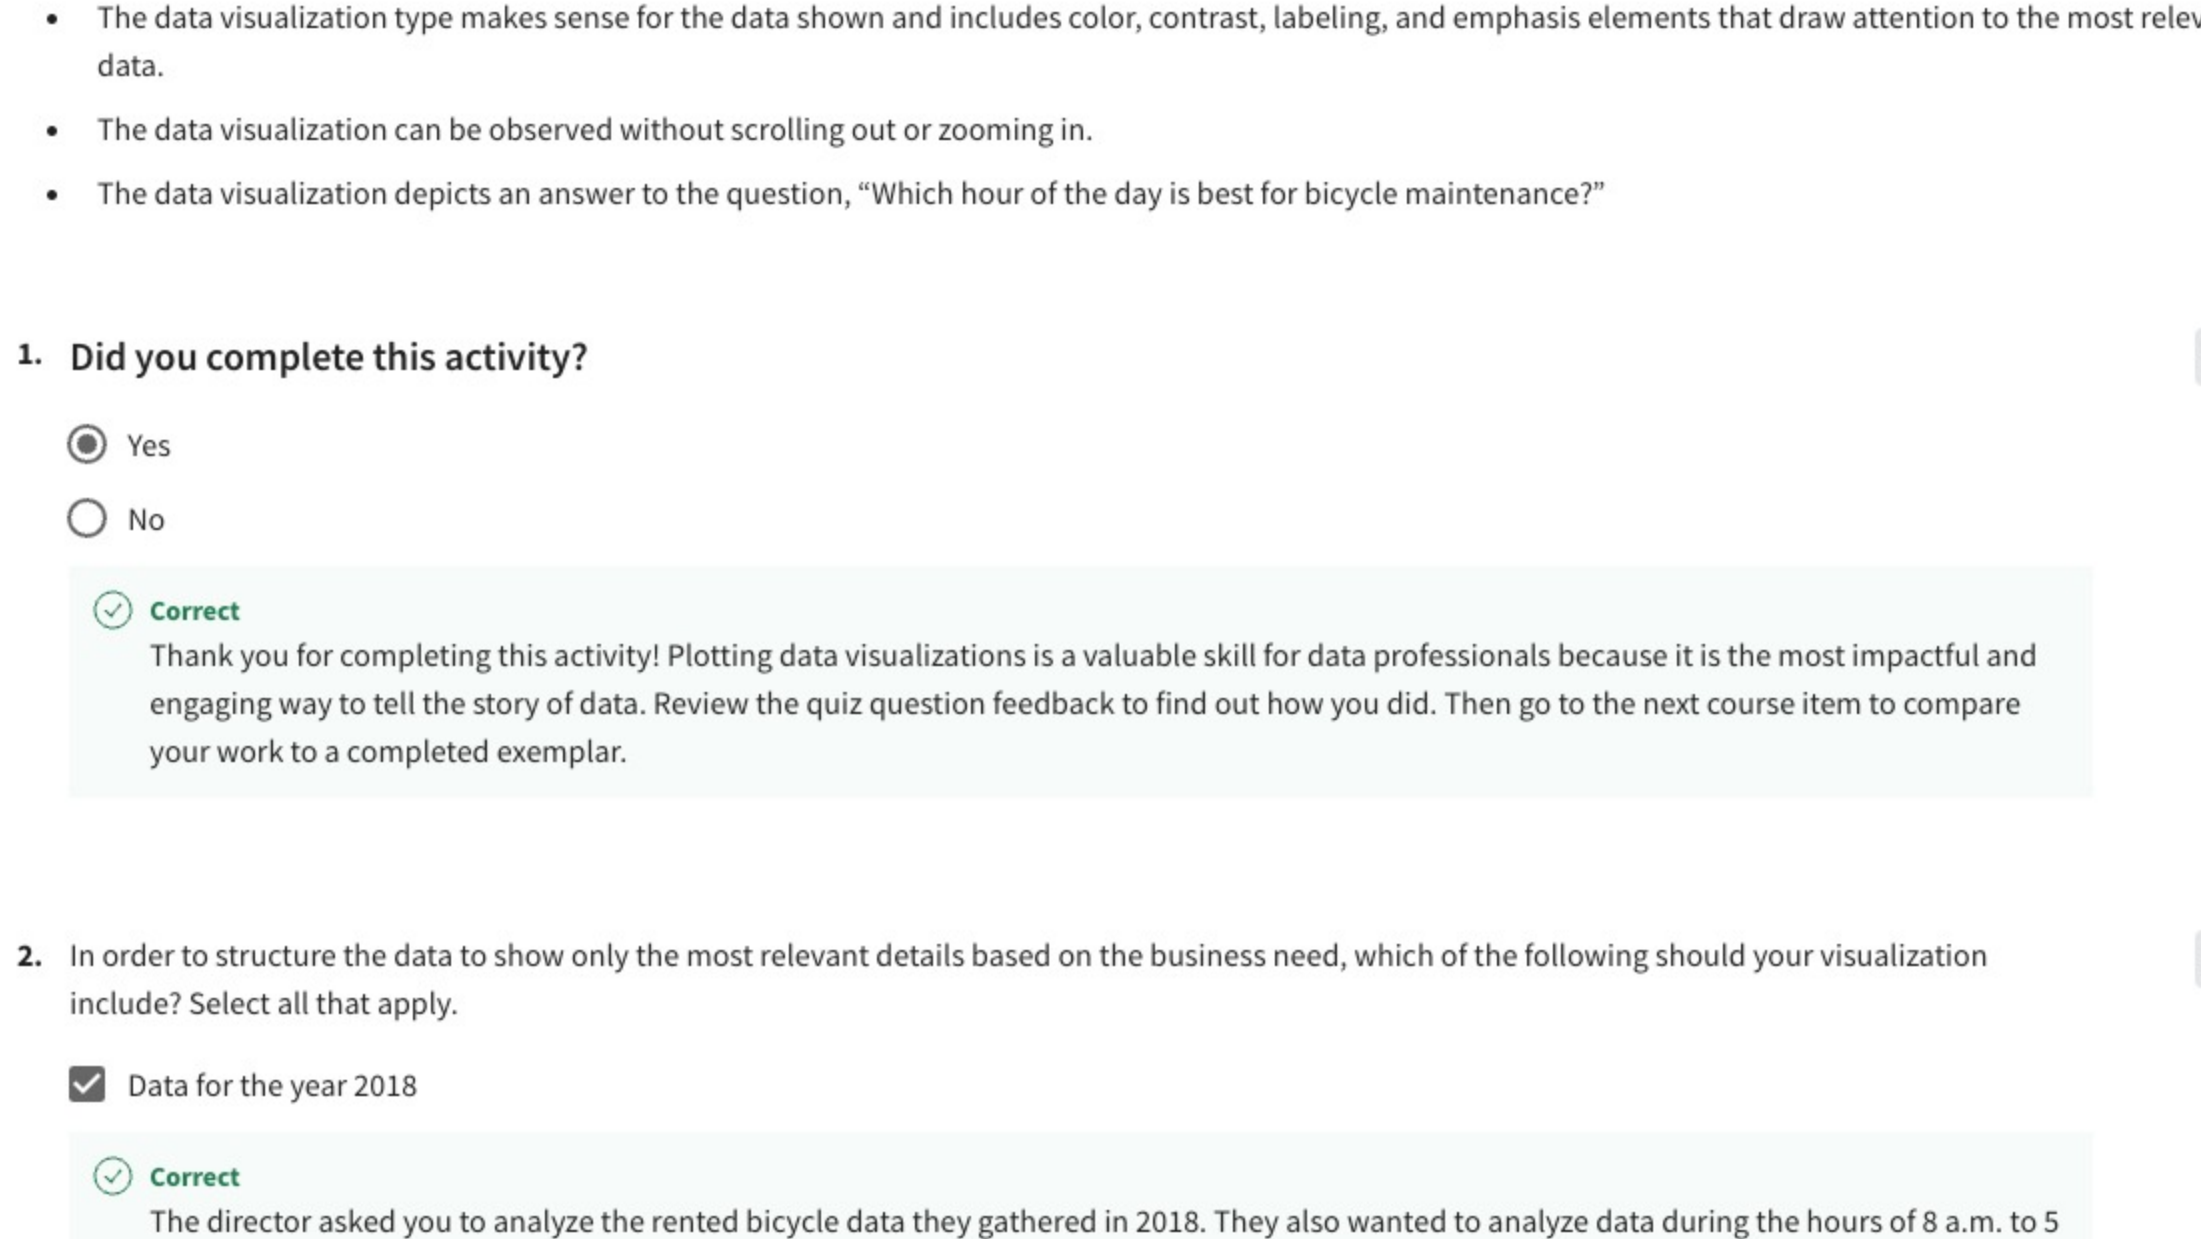 • The data visualization type makes sense for the data shown and includes color, contrast, labeling, and emphasis elements that draw attention to the most
data.
• The data visualization can be observed without scrolling out or zooming in.
• The data visualization depicts an answer to the question, “Which hour of the day is best for bicycle maintenance?”
1. Did you complete this activity?
Yes
No
Correct
Thank you for completing this activity! Plotting data visualizations is a valuable skill for data professionals because it is the most impactful and
engaging way to tell the story of data. Review the quiz question feedback to find out how you did. Then go to the next course item to compare
your work to a completed exemplar.
2. In order to structure the data to show only the most relevant details based on the business need, which of the following should your visualization
include? Select all that apply.
Data for the year 2018
Correct
The director asked you to analyze the rented bicycle data they gathered in 2018. They also wanted to analyze data during the hours of 8 a.m. to 5